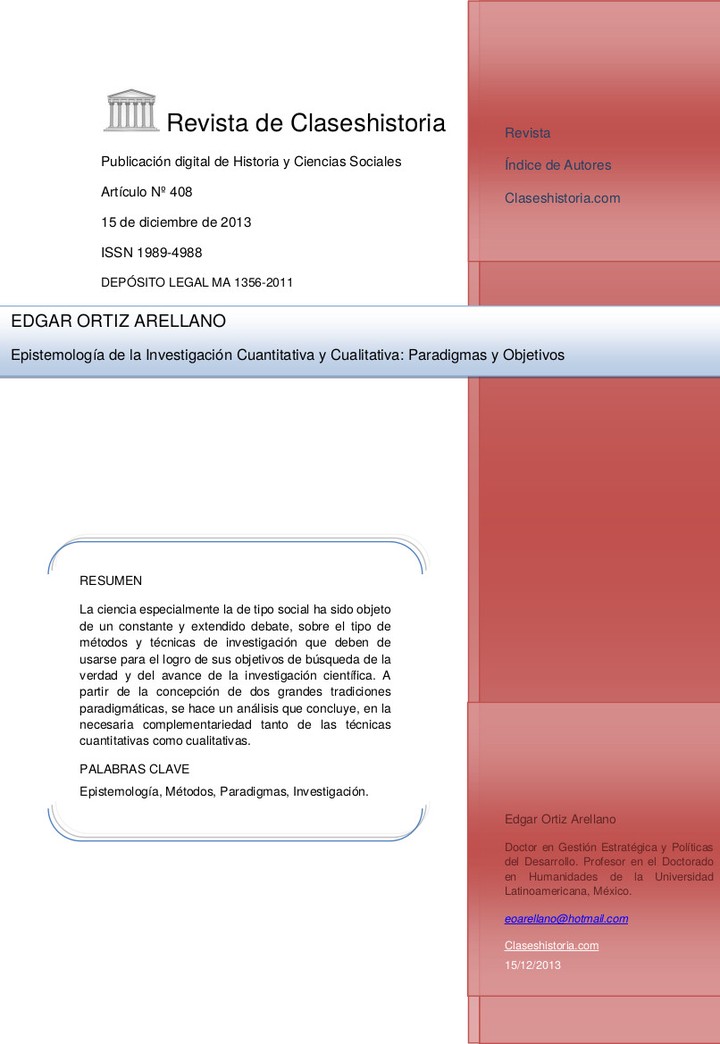 Revista de Claseshistoria
Publicación digital de Historia y Ciencias Sociales
Artículo Nº 408
15 de diciembre de 2013
ISSN 1989-4988
DEPÓSITO LEGAL MA 1356-2011
Revista
Índice de Autores
Claseshistoria.com
EDGAR ORTIZ ARELLANO
Epistemología de la Investigación Cuantitativa y Cualitativa: Paradigmas y Objetivos
RESUMEN
La ciencia especialmente la de tipo social ha sido objeto
de un constante y extendido debate, sobre el tipo de
métodos y técnicas de investigación que deben de
usarse para el logro de sus objetivos de búsqueda de la
verdad y del avance de la investigación científica. A
partir de la concepción de dos grandes tradiciones
paradigmáticas, se hace un análisis que concluye, en la
necesaria complementariedad tanto de las técnicas
cuantitativas como cualitativas.
PALABRAS CLAVE
Epistemología, Métodos, Paradigmas, Investigación.
Edgar Ortiz Arellano
Doctor en Gestión Estratégica y Políticas
del Desarrollo. Profesor en el Doctorado
en Humanidades de la Universidad
Latinoamericana, México.
eoarellano@hotmail.com
Claseshistoria.com
15/12/2013